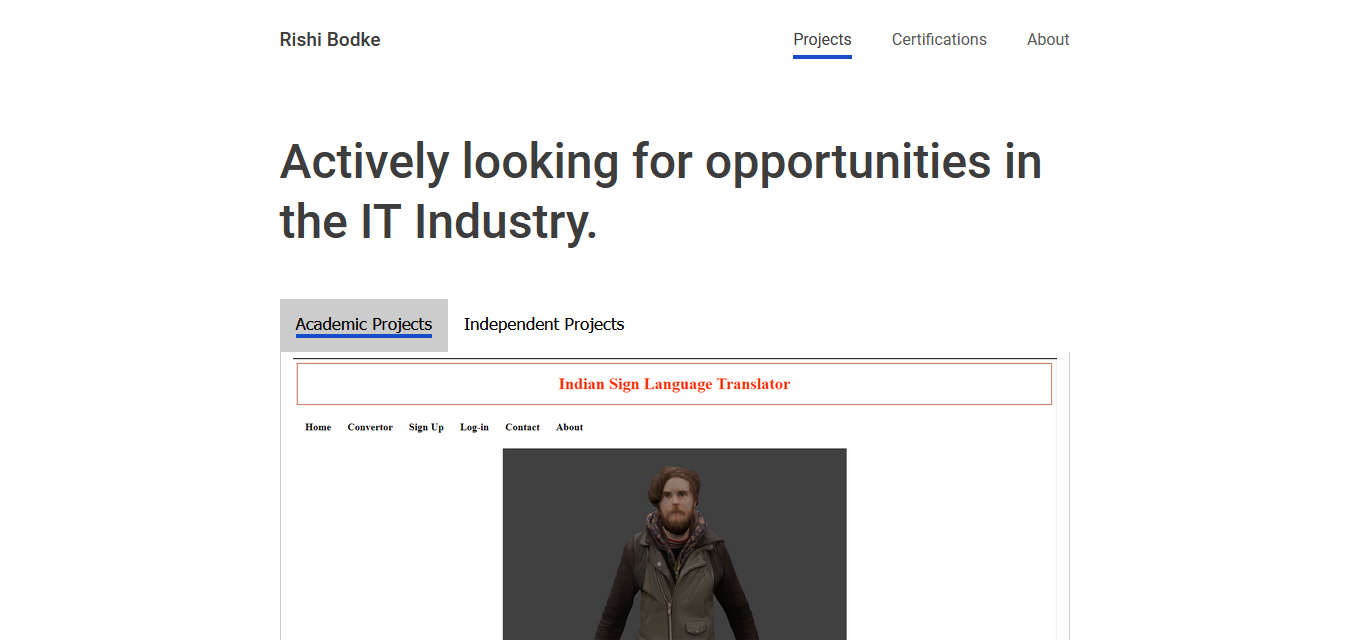 Rishi Bodke
Projects
Certifications
About
Actively looking for opportunities in
the IT Industry.
Academic Projects
Independent Projects
Indian Sign Language Translator
Home
Convertor
Sign Up
Log-in
Contact
About